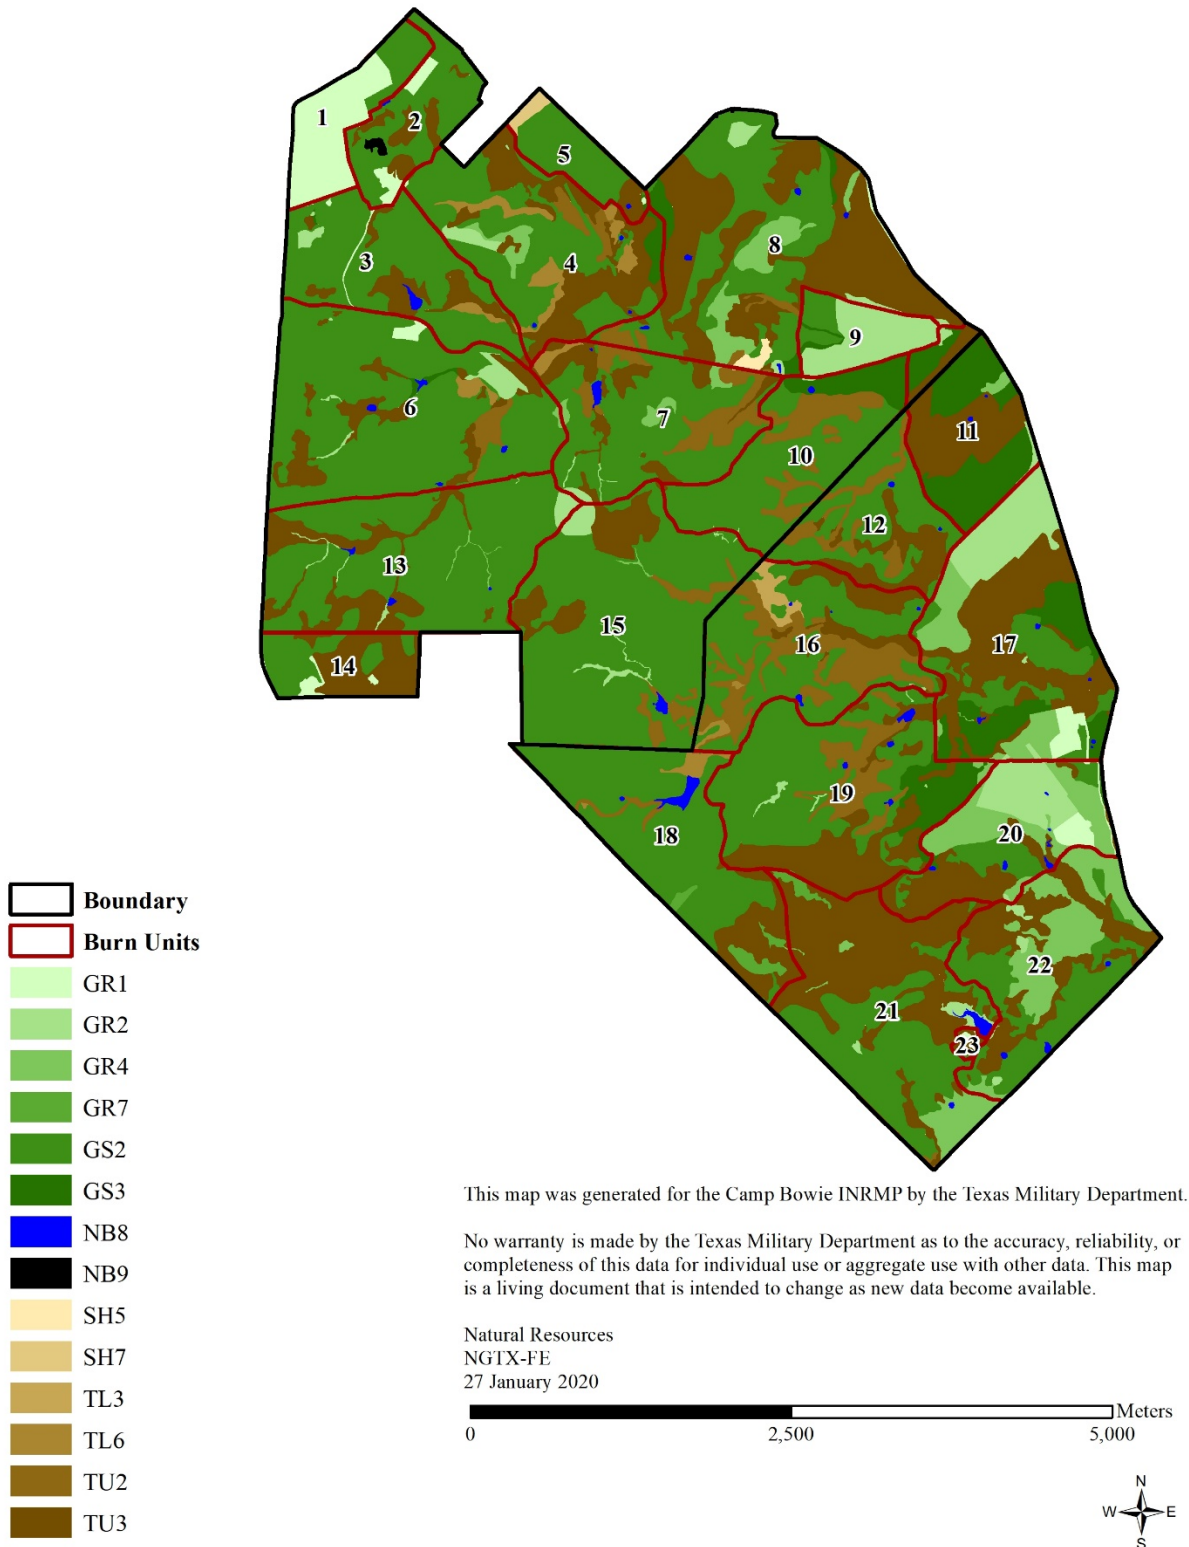 1
2
5
3
4
8
9
6
7
11
10
12
13
15
14
16
17
19
18
20
22
21
23
Boundary
Burn Units
GR1
GR2
GR4
GR7
GS2
GS3
NB8
NB9
SH5
SH7
TL3
TL6
TU2
TU3
This map was generated for the Camp Bowie INRMP by the Texas Military Department.
No warranty is made by the Texas Military Department as to the accuracy, reliability, or
completeness of this data for individual use or aggregate use with other data. This map
is a living document that is intended to change as new data become available.
Natural Resources
NGTX-FE
27 January 2020
Meters
0 2,500 5,000
N
W E
S